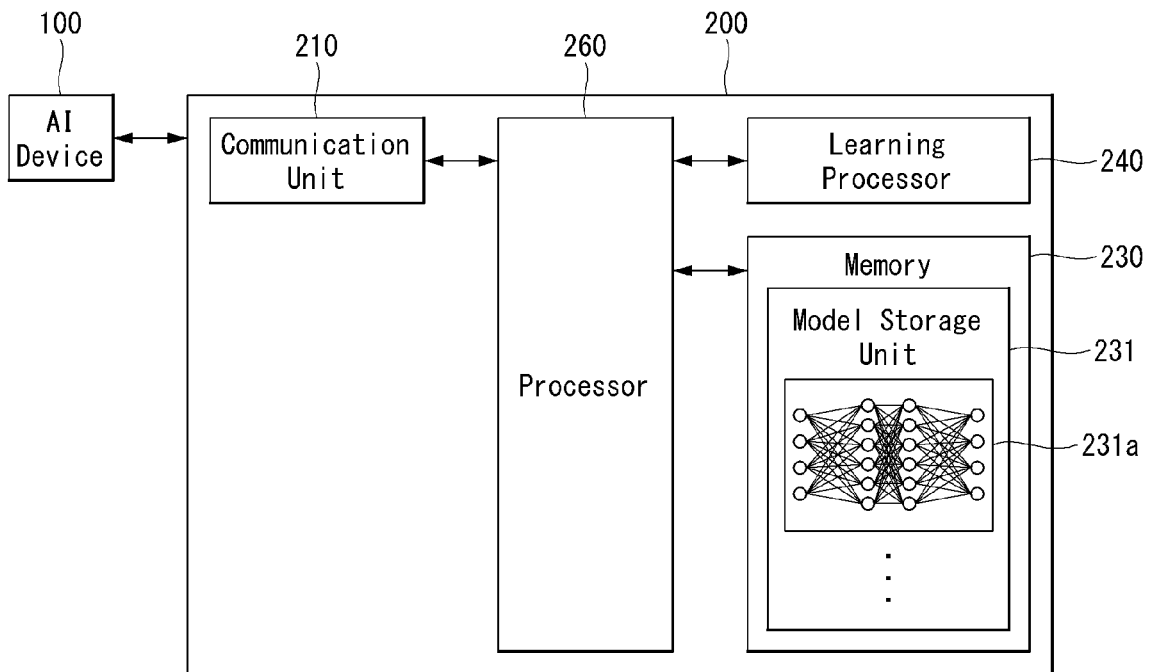 100
210
260
200
AI
Device
Communication
Unit
Learning
Processor
240
230
Memory
Model Storage
Unit
231
Processor
231a